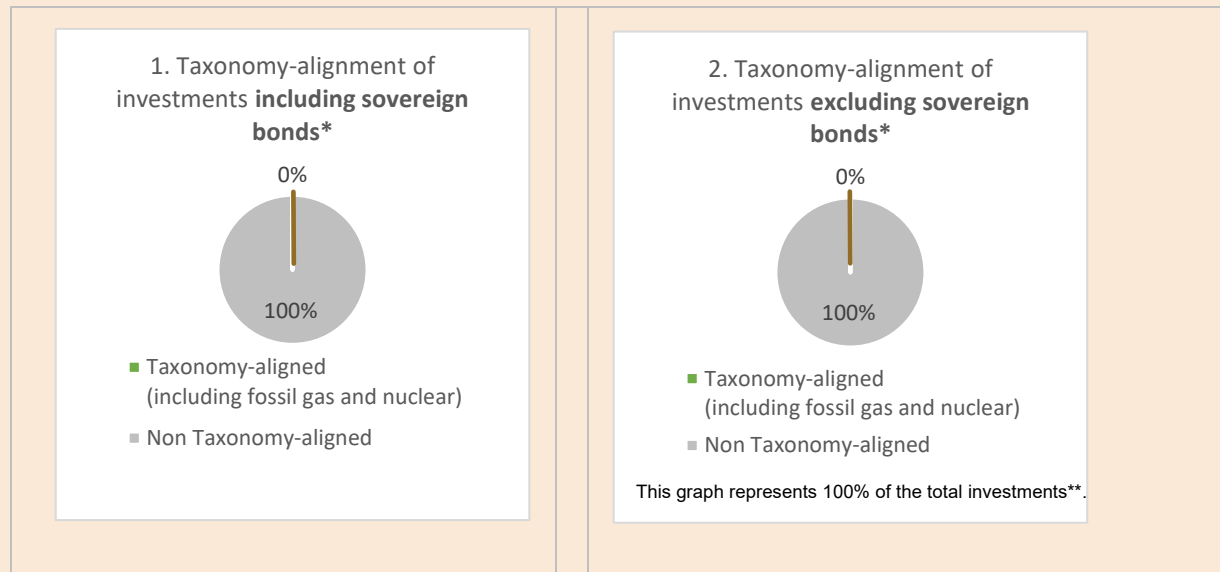 1. Taxonomy-alignment of
investments including sovereign
bonds*
0%
100%
Taxonomy-aligned
(including fossil gas and nuclear)
Non Taxonomy-aligned
2. Taxonomy-alignment of
investments excluding sovereign
bonds*
0%
100%
Taxonomy-aligned
(including fossil gas and nuclear)
Non Taxonomy-aligned
This graph represents 100% of the total investments**.